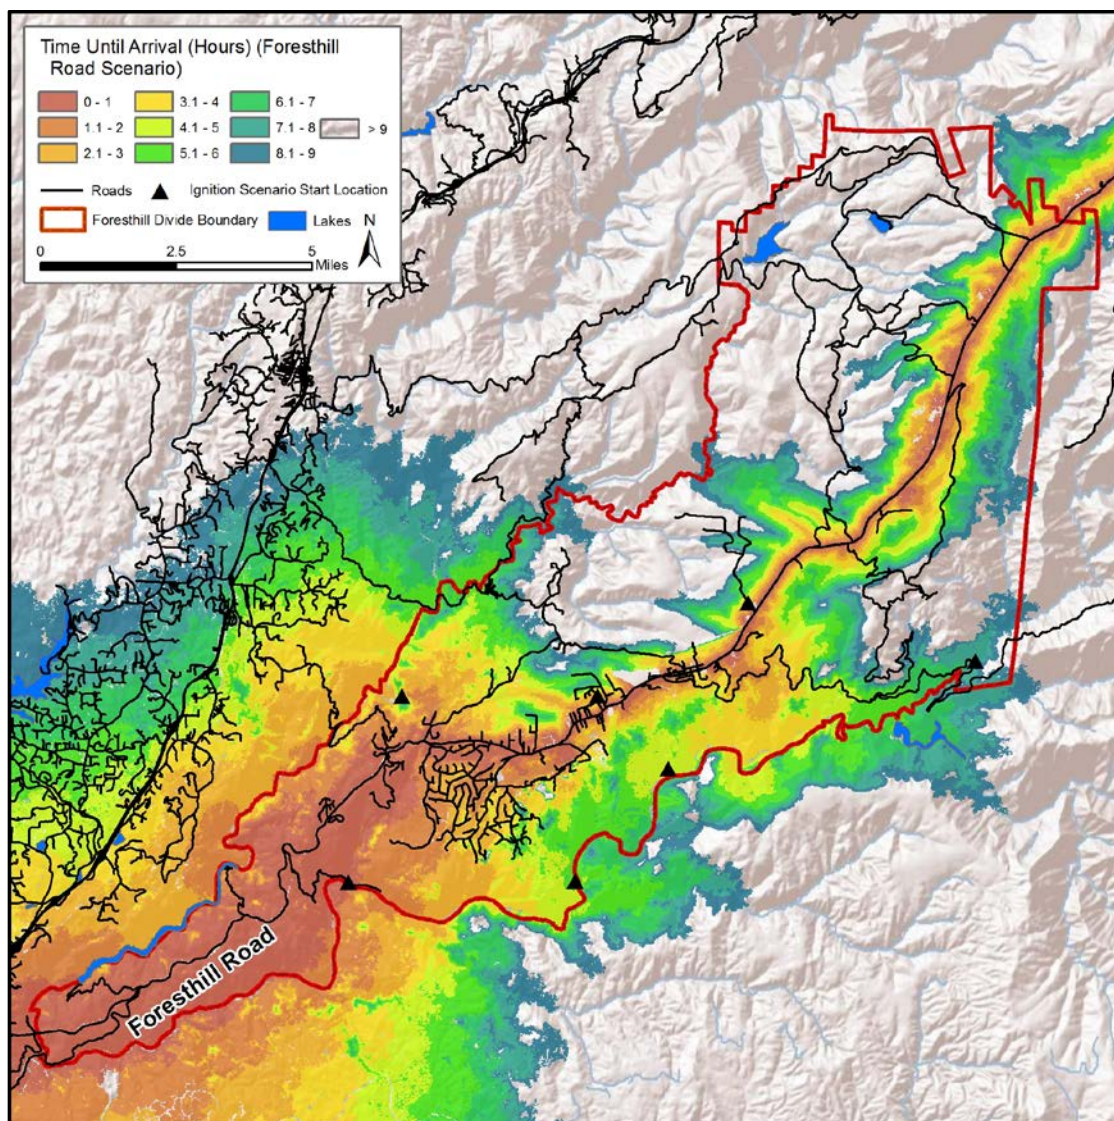 Time Until Arrival (Hours) (Foresthill
Road Scenario)
0 - 1
3.1 - 4
6.1 - 7
1.1 - 2
4.1 - 5
7.1 - 8
> 9
2.1 - 3
5.1 - 6
8.1 - 9
Roads
Ignition Scenario Start Location
Foresthill Divide Boundary
Lakes
N
0
2.5
5
Miles
Foresthill Road